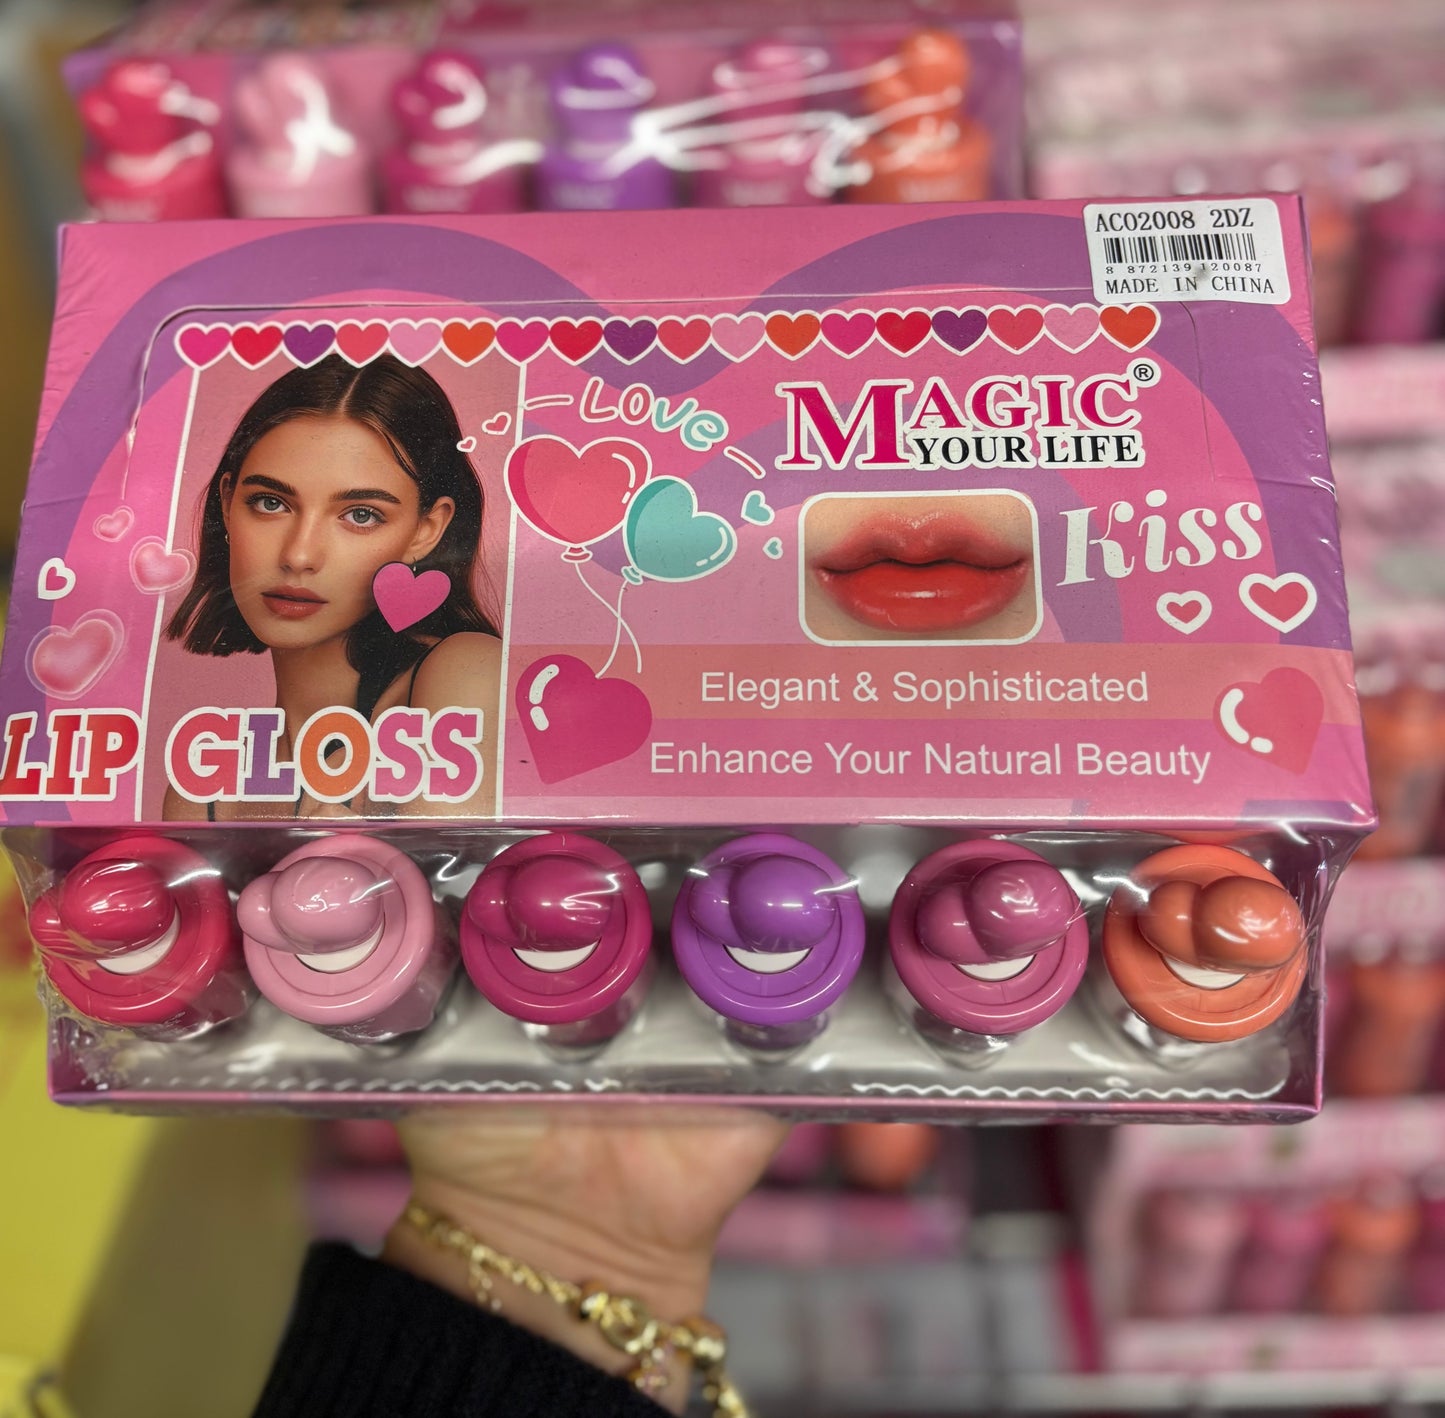 AC02008 2DZ
8 872139 120087
MADE IN CHINA
Love
MAGIC®
YOUR LIFE
Kiss
Elegant & Sophisticated
Enhance Your Natural Beauty
LIP GLOSS